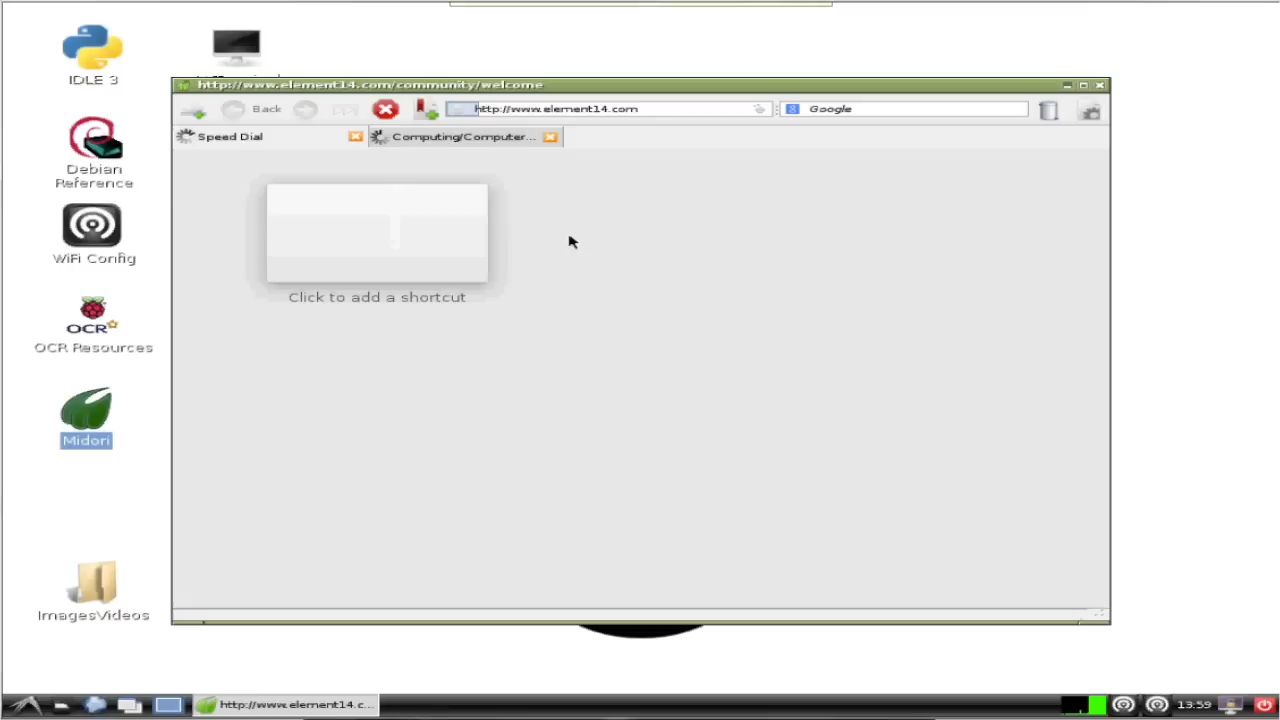 IDLE 3
http://www.element14.com/community/welcome
Back
http://www.element14.com
Google
Speed Dial
Computing/Computer...
Click to add a shortcut
Debian
Reference
WiFi Config
OCR
OCR Resources
Midori
ImagesVideos
http://www.element14.c...
13:59